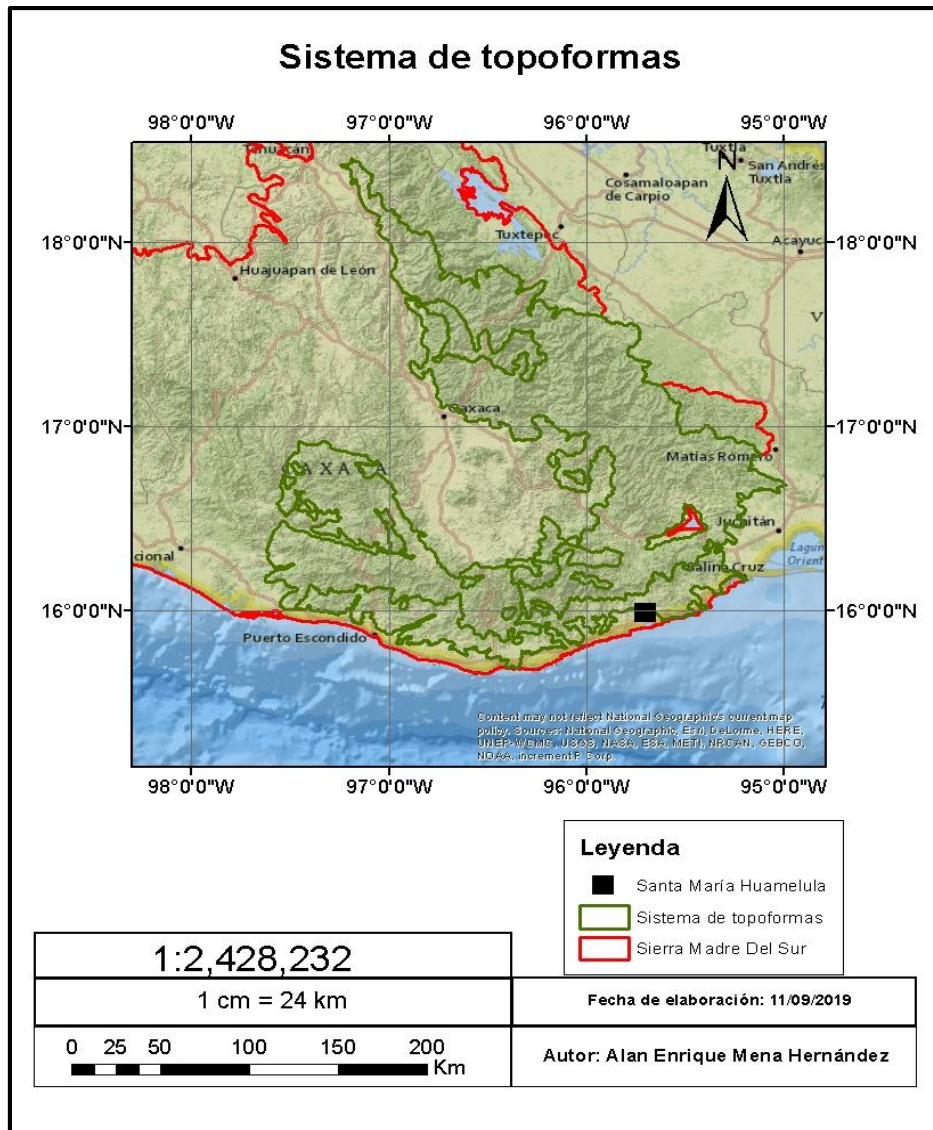 Sistema de topoformas
98°0'0"W 97°0'0"W 96°0'0"W 95°0'0"W
Tuxtla
N
San Andrés
Tuxtla
Cosamaloapan
de Carpio
Tuxtepec
Acayuc
18°0'0"N 18°0'0"N
Huajuapan de León
V
Oaxaca
17°0'0"N 17°0'0"N
Matías Romero
OAXACA
Juchitán
cional
Lagun
Orient
Salina Cruz
16°0'0"N 16°0'0"N
Puerto Escondido
Content may not reflect National Geographic's current map
policy. Sources: National Geographic, Esri, DeLorme, HERE,
UNEP-WCMC, USGS, NASA, ESA, METI, NRCAN, GEBCO,
NOAA, increment P Corp.
98°0'0"W 97°0'0"W 96°0'0"W 95°0'0"W
Leyenda
Santa María Huamelula
Sistema de topoformas
Sierra Madre Del Sur
1:2,428,232
1 cm = 24 km
Fecha de elaboración: 11/09/2019
0 25 50 100 150 200
Km
Autor: Alan Enrique Mena Hernández